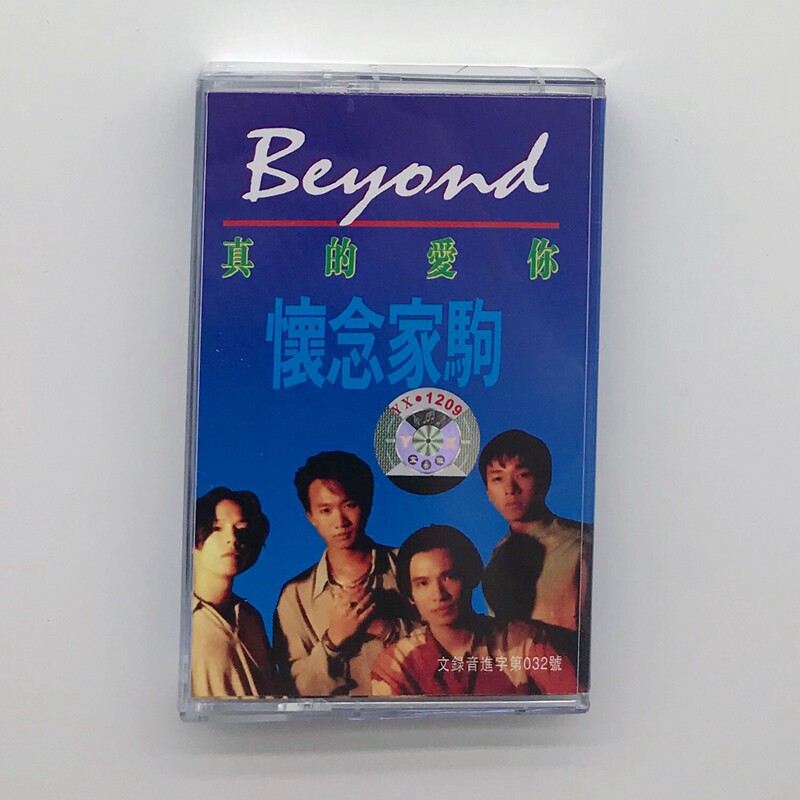 Beyond
真的愛你
懷念家駒
YX•1209
Y X
文錄音進字第032號